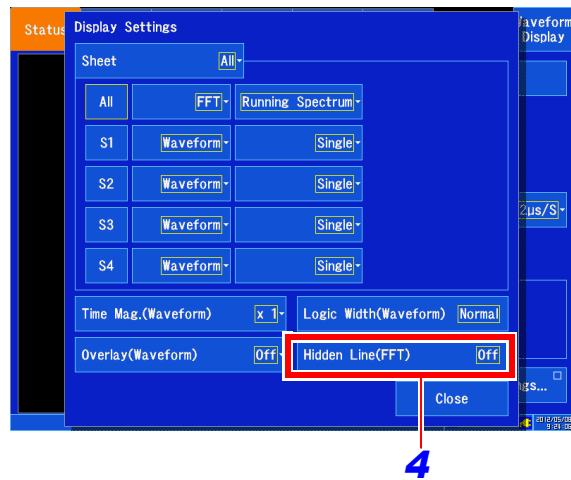 Status
Display Settings
Waveform
Display
Sheet All
All FFT Running Spectrum
S1 Waveform Single
S2 Waveform Single
S3 Waveform Single
S4 Waveform Single
2µs/S
Time Mag.(Waveform) x 1 Logic Width(Waveform) Normal
Overlay(Waveform) Off Hidden Line(FFT) Off
Close
4